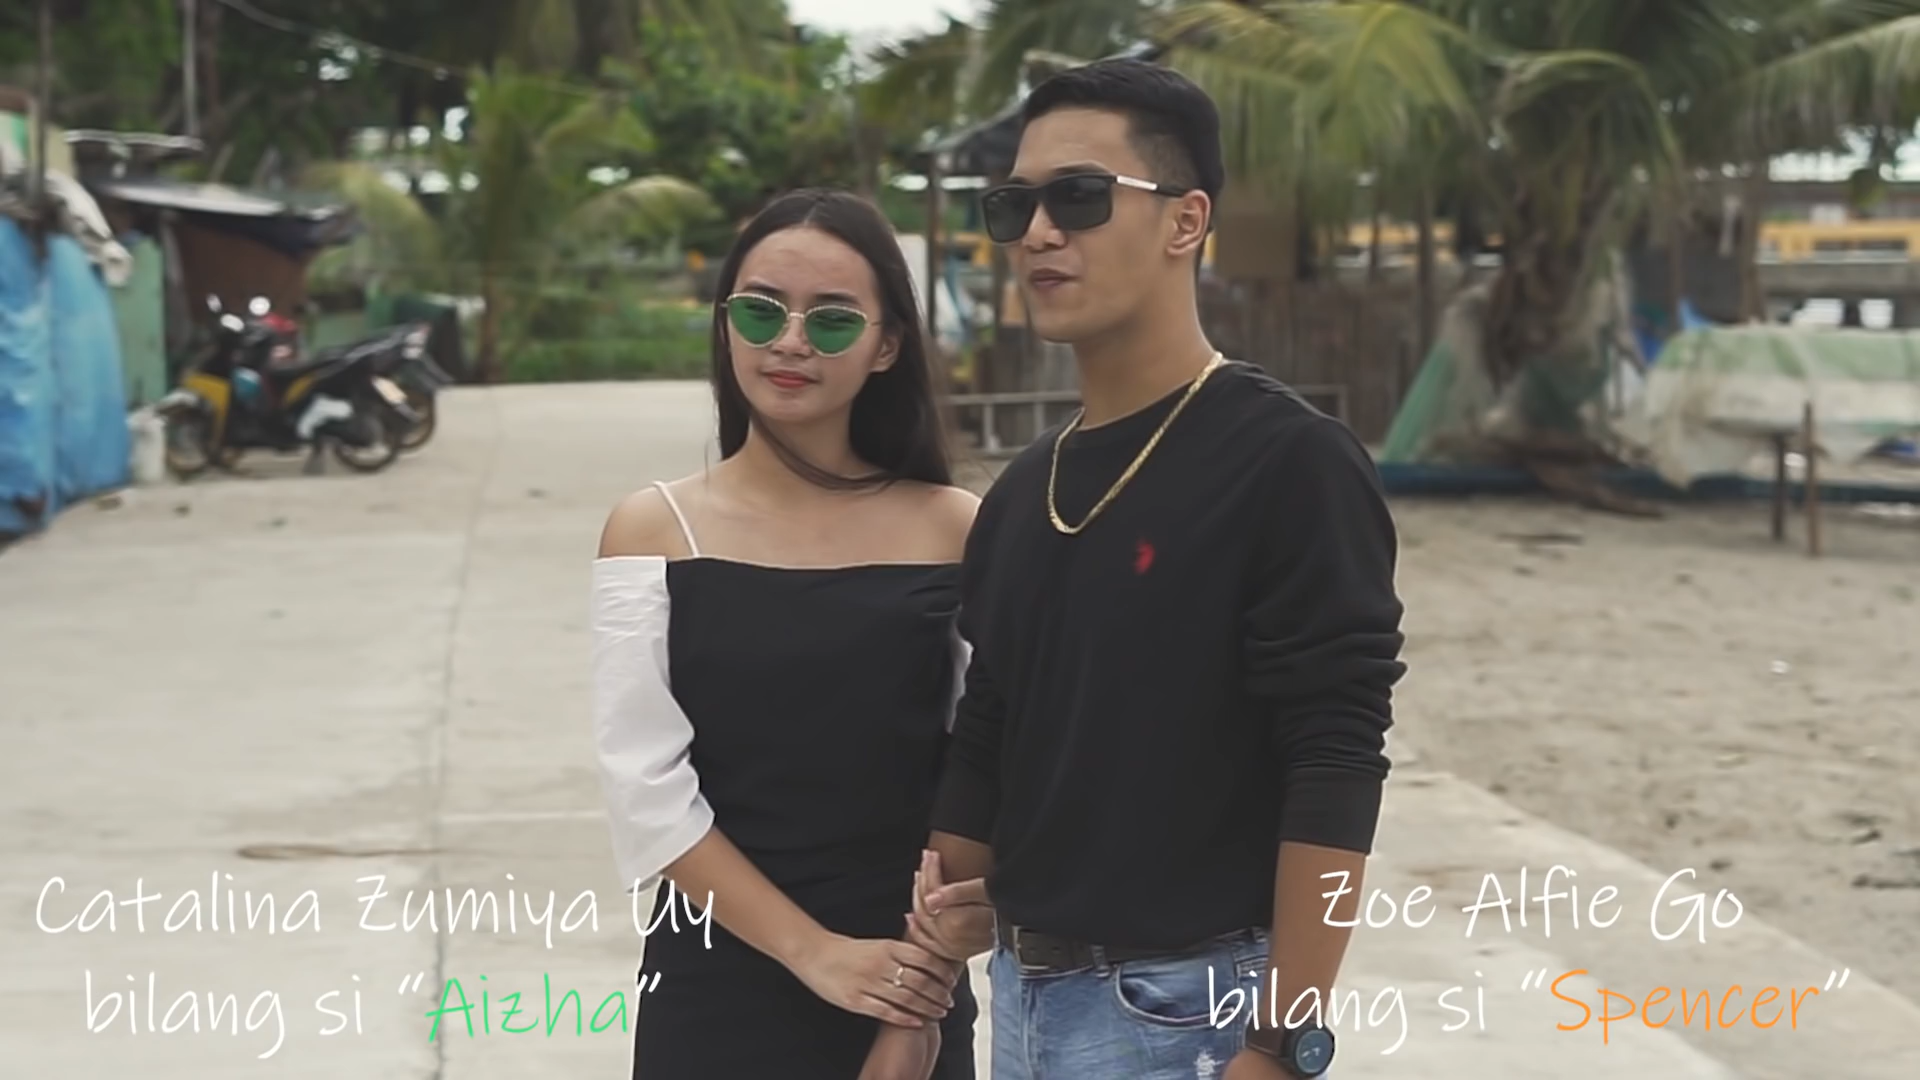 Catalina Zumiya Uy
bilang si “Aizha”
Zoe Alfie Go
bilang si “Spencer”